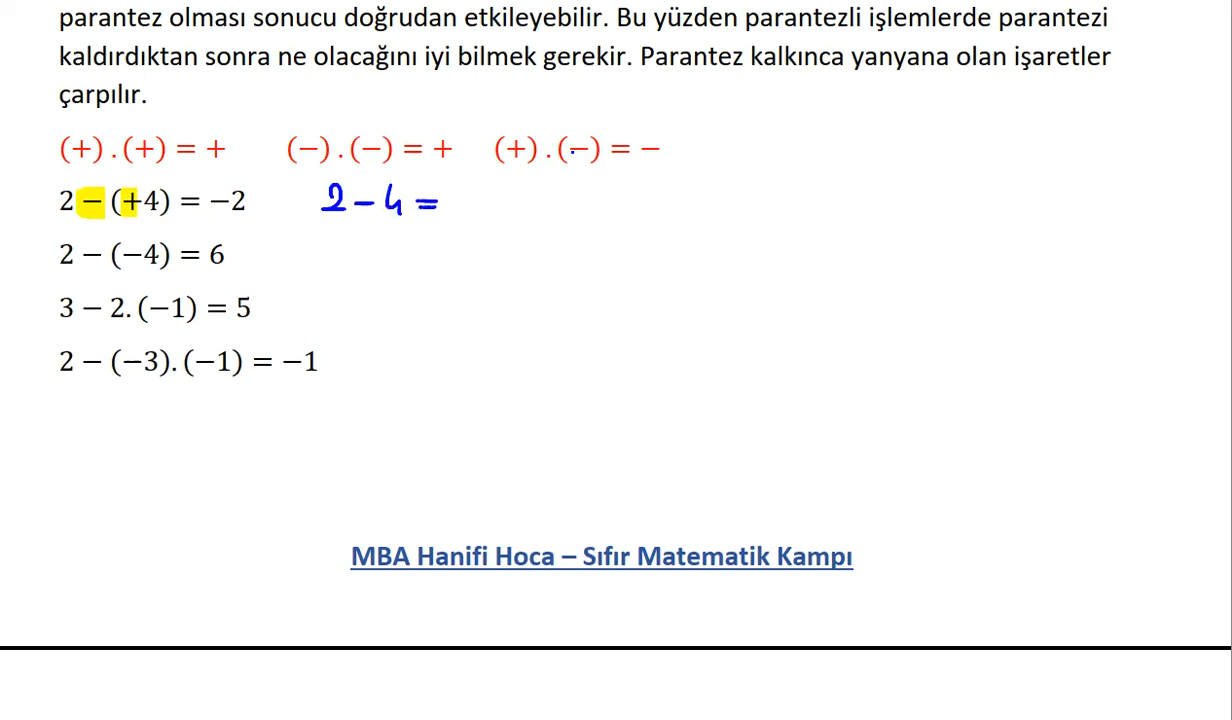 parantez olması sonucu doğrudan etkileyebilir. Bu yüzden parantezli işlemlerde parantezi
kaldırdıktan sonra ne olacağını iyi bilmek gerekir. Parantez kalkınca yanyana olan işaretler
çarpılır.
(+) . (+) = + (−) . (−) = + (+) . (−) = −
2 − (+4) = −2 2 − 4 =
2 − (−4) = 6
3 − 2. (−1) = 5
2 − (−3). (−1) = −1
MBA Hanifi Hoca – Sıfır Matematik Kampı